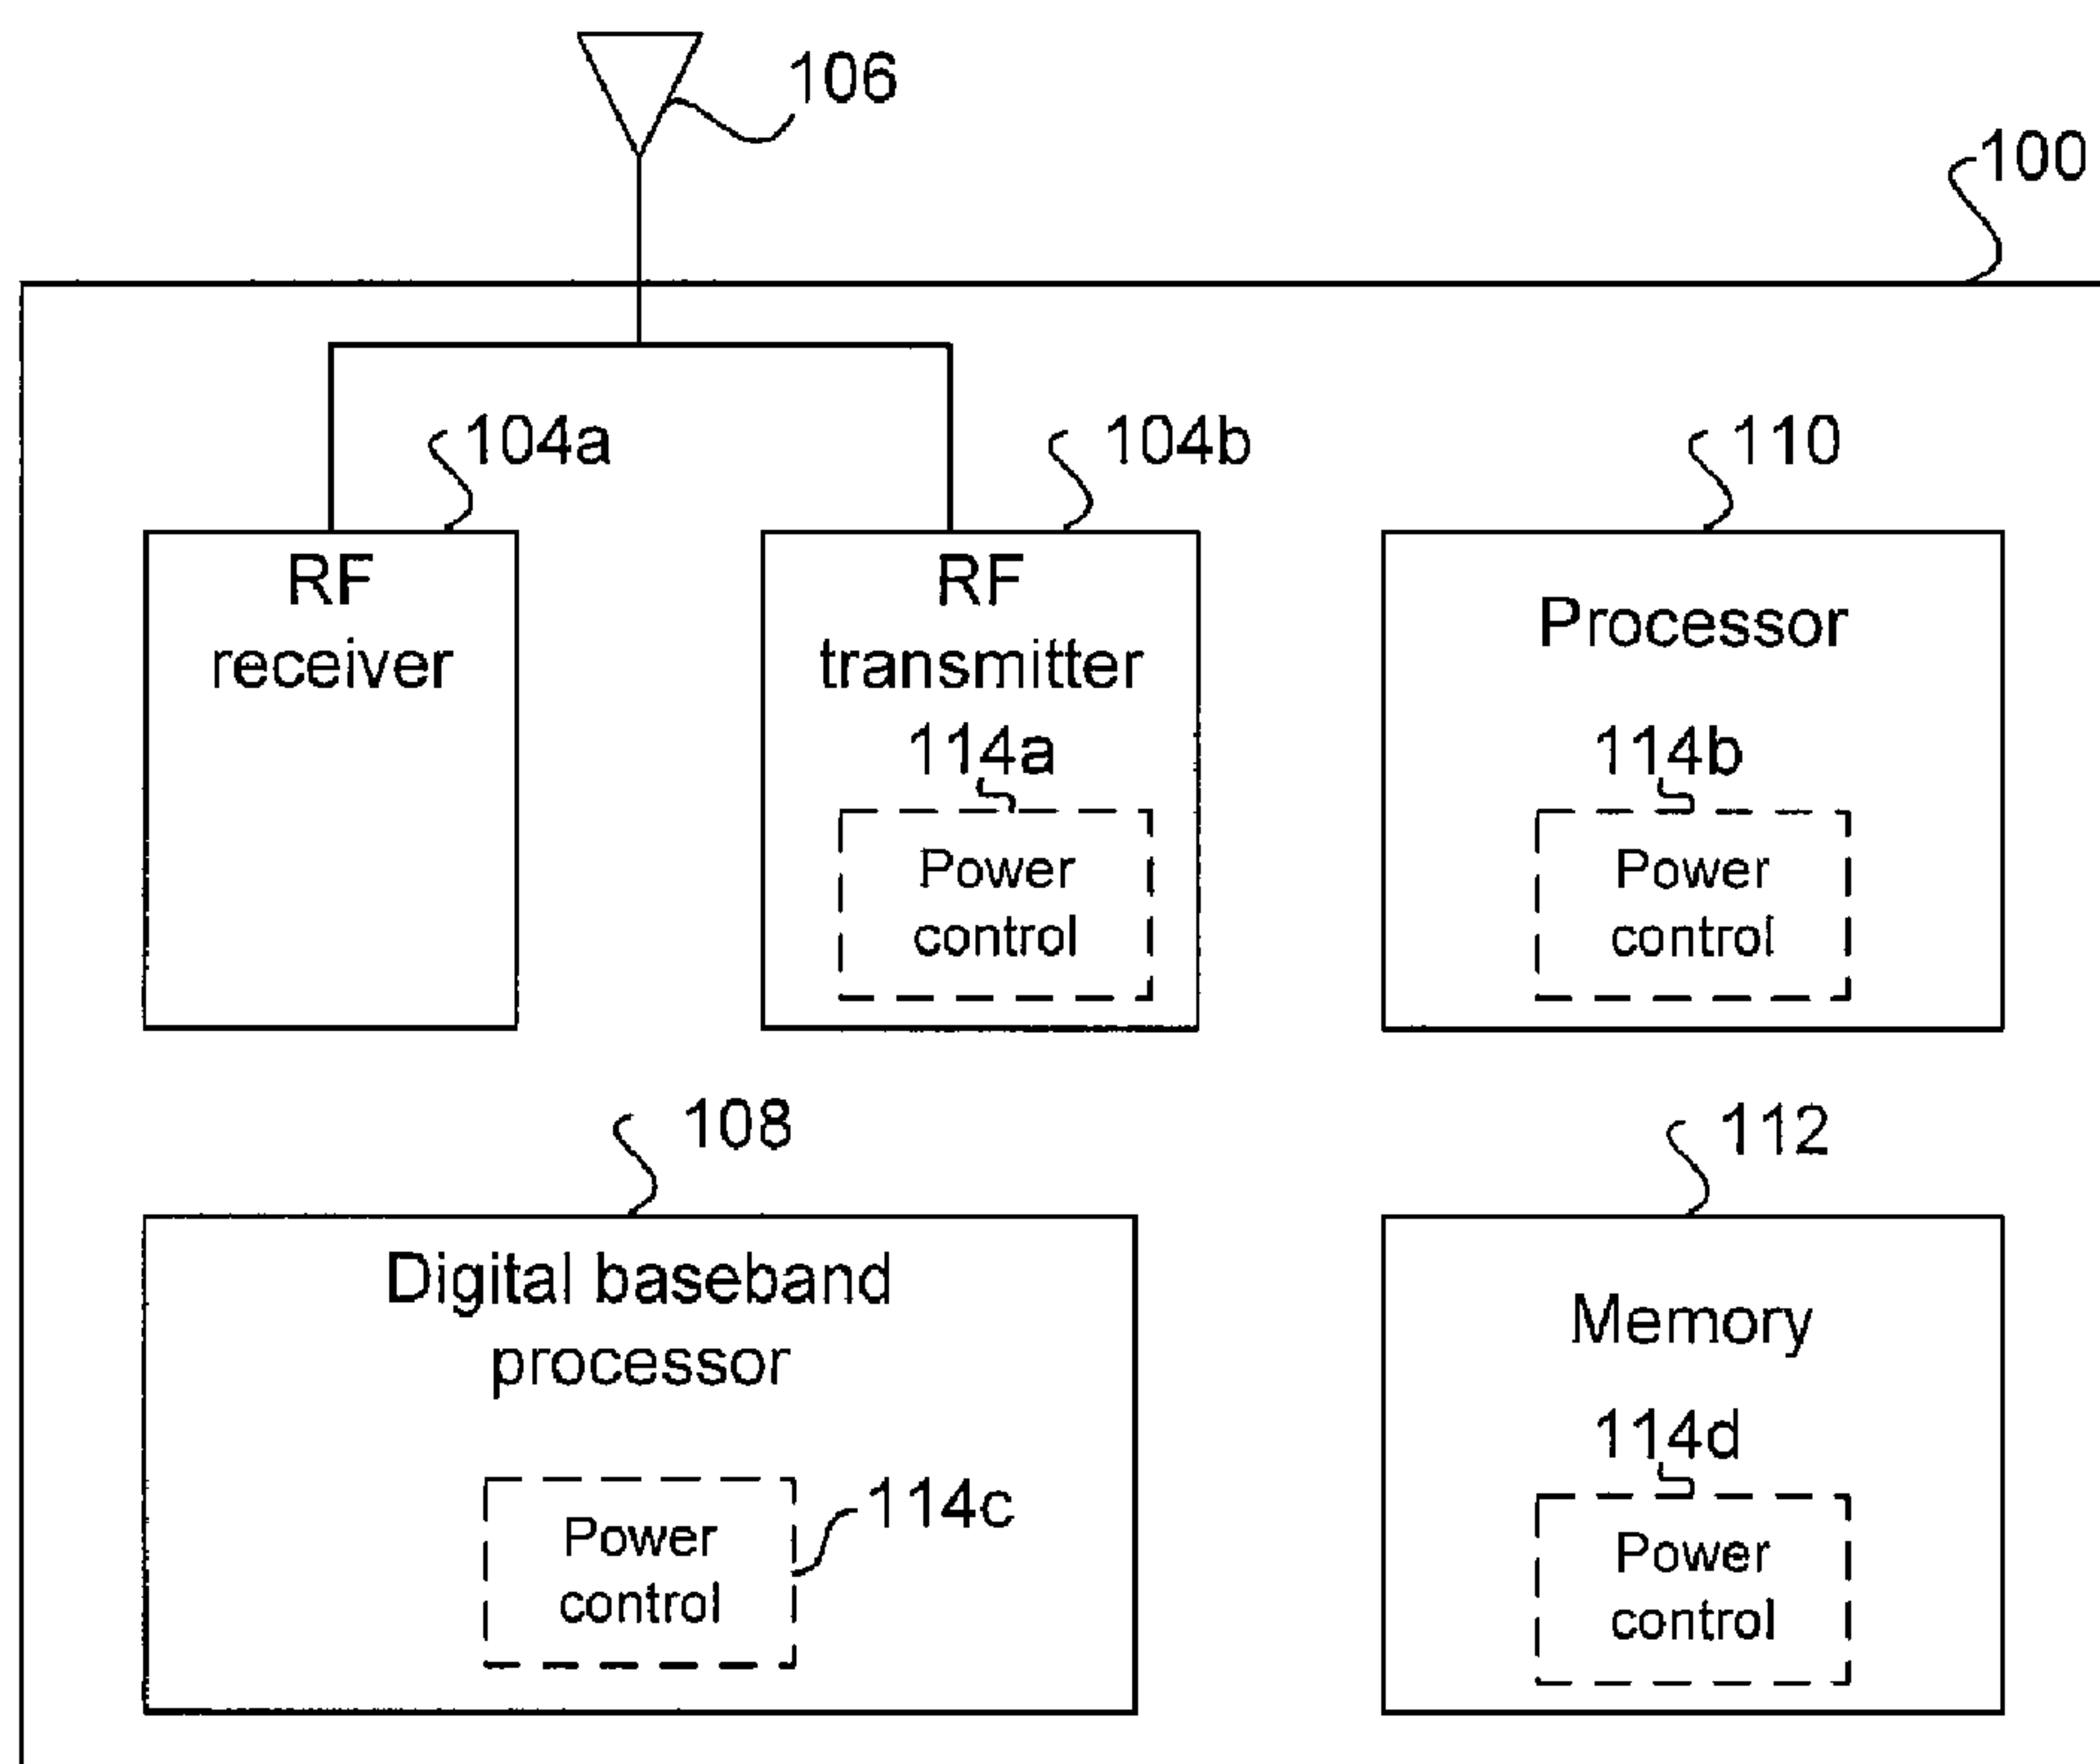 106
100
104a
104b
110
RF
receiver
RF
transmitter
114a
Power
control
Processor
114b
Power
control
108
112
Digital baseband
processor
Power
control
114c
Memory
114d
Power
control